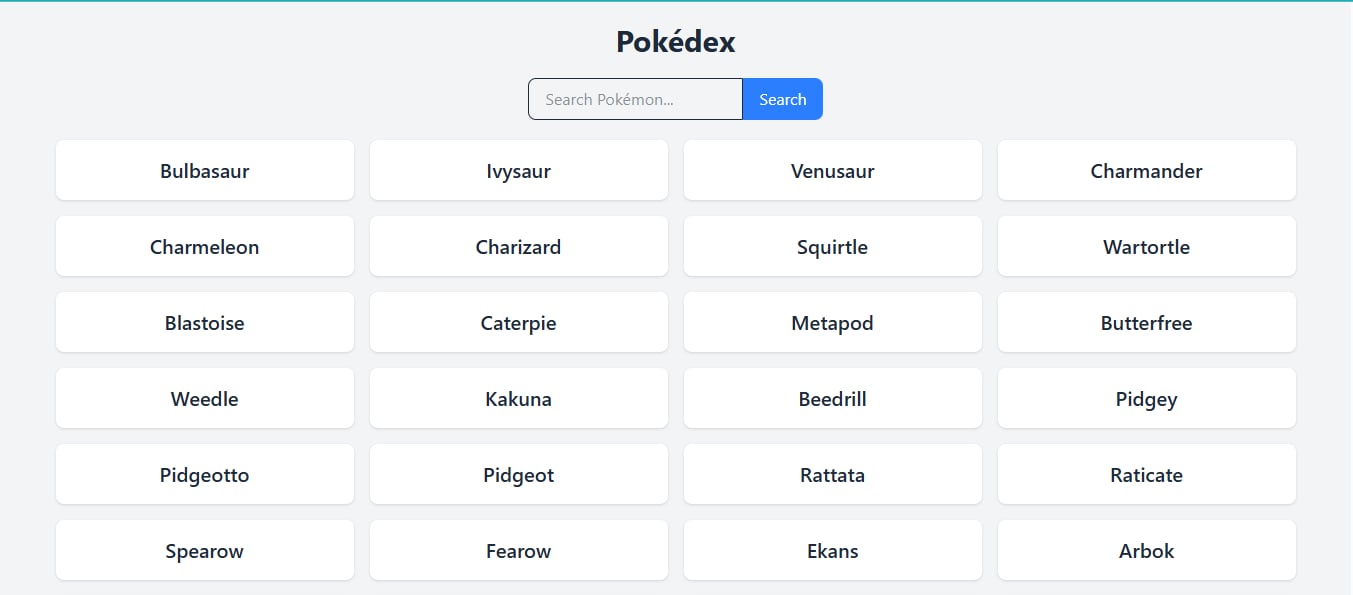 Pokédex
Search Pokémon... Search
Bulbasaur Ivysaur Venusaur Charmander
Charmeleon Charizard Squirtle Wartortle
Blastoise Caterpie Metapod Butterfree
Weedle Kakuna Beedrill Pidgey
Pidgeotto Pidgeot Rattata Raticate
Spearow Fearow Ekans Arbok